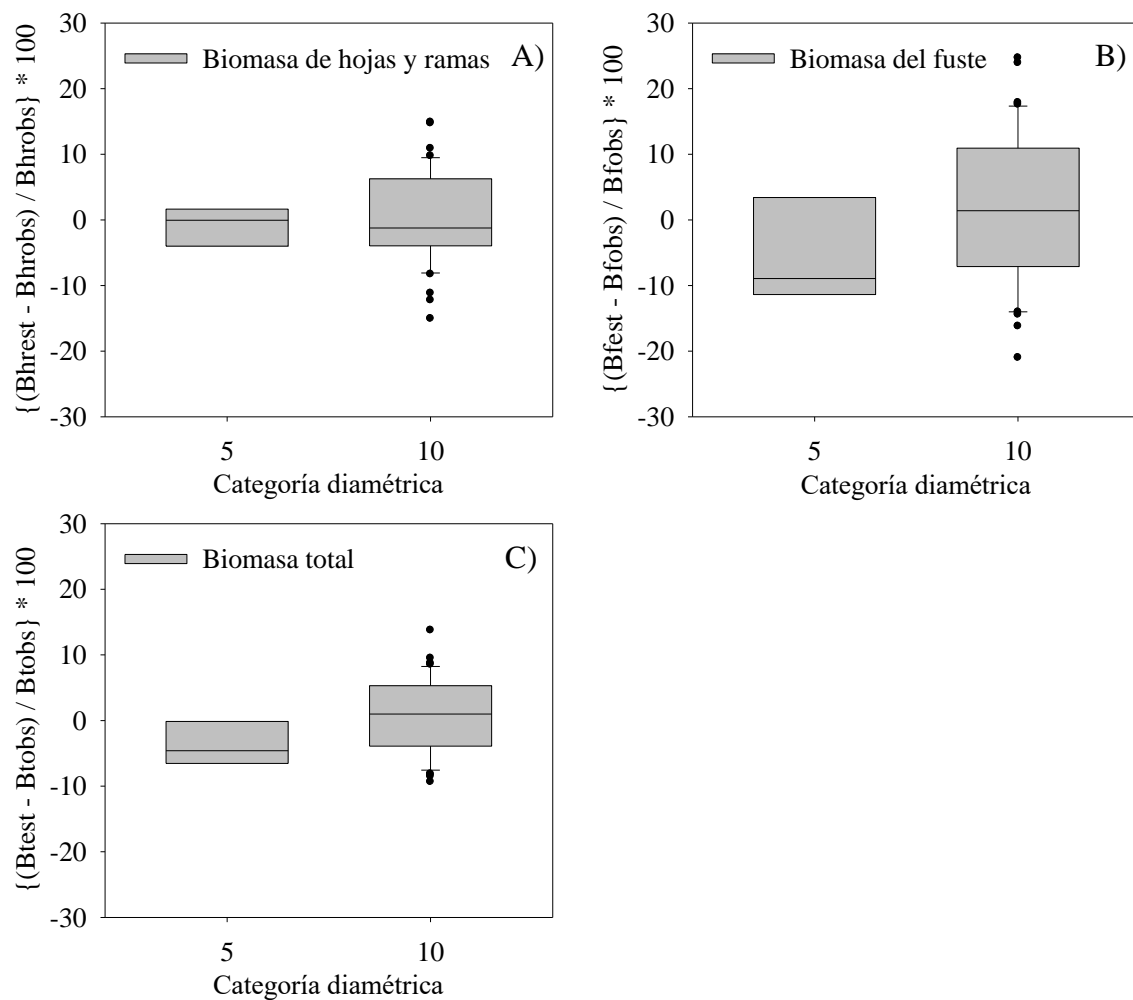 30
20
10
0
-10
-20
-30
{(Bhrest - Bhrobs) / Bhrobs} * 100
Biomasa de hojas y ramas
A)
5
10
Categoría diamétrica
30
20
10
0
-10
-20
-30
{(Bfest - Bfobs) / Bfobs} * 100
Biomasa del fuste
B)
5
10
Categoría diamétrica
30
20
10
0
-10
-20
-30
{(Btest - Btobs) / Btobs} * 100
Biomasa total
C)
5
10
Categoría diamétrica